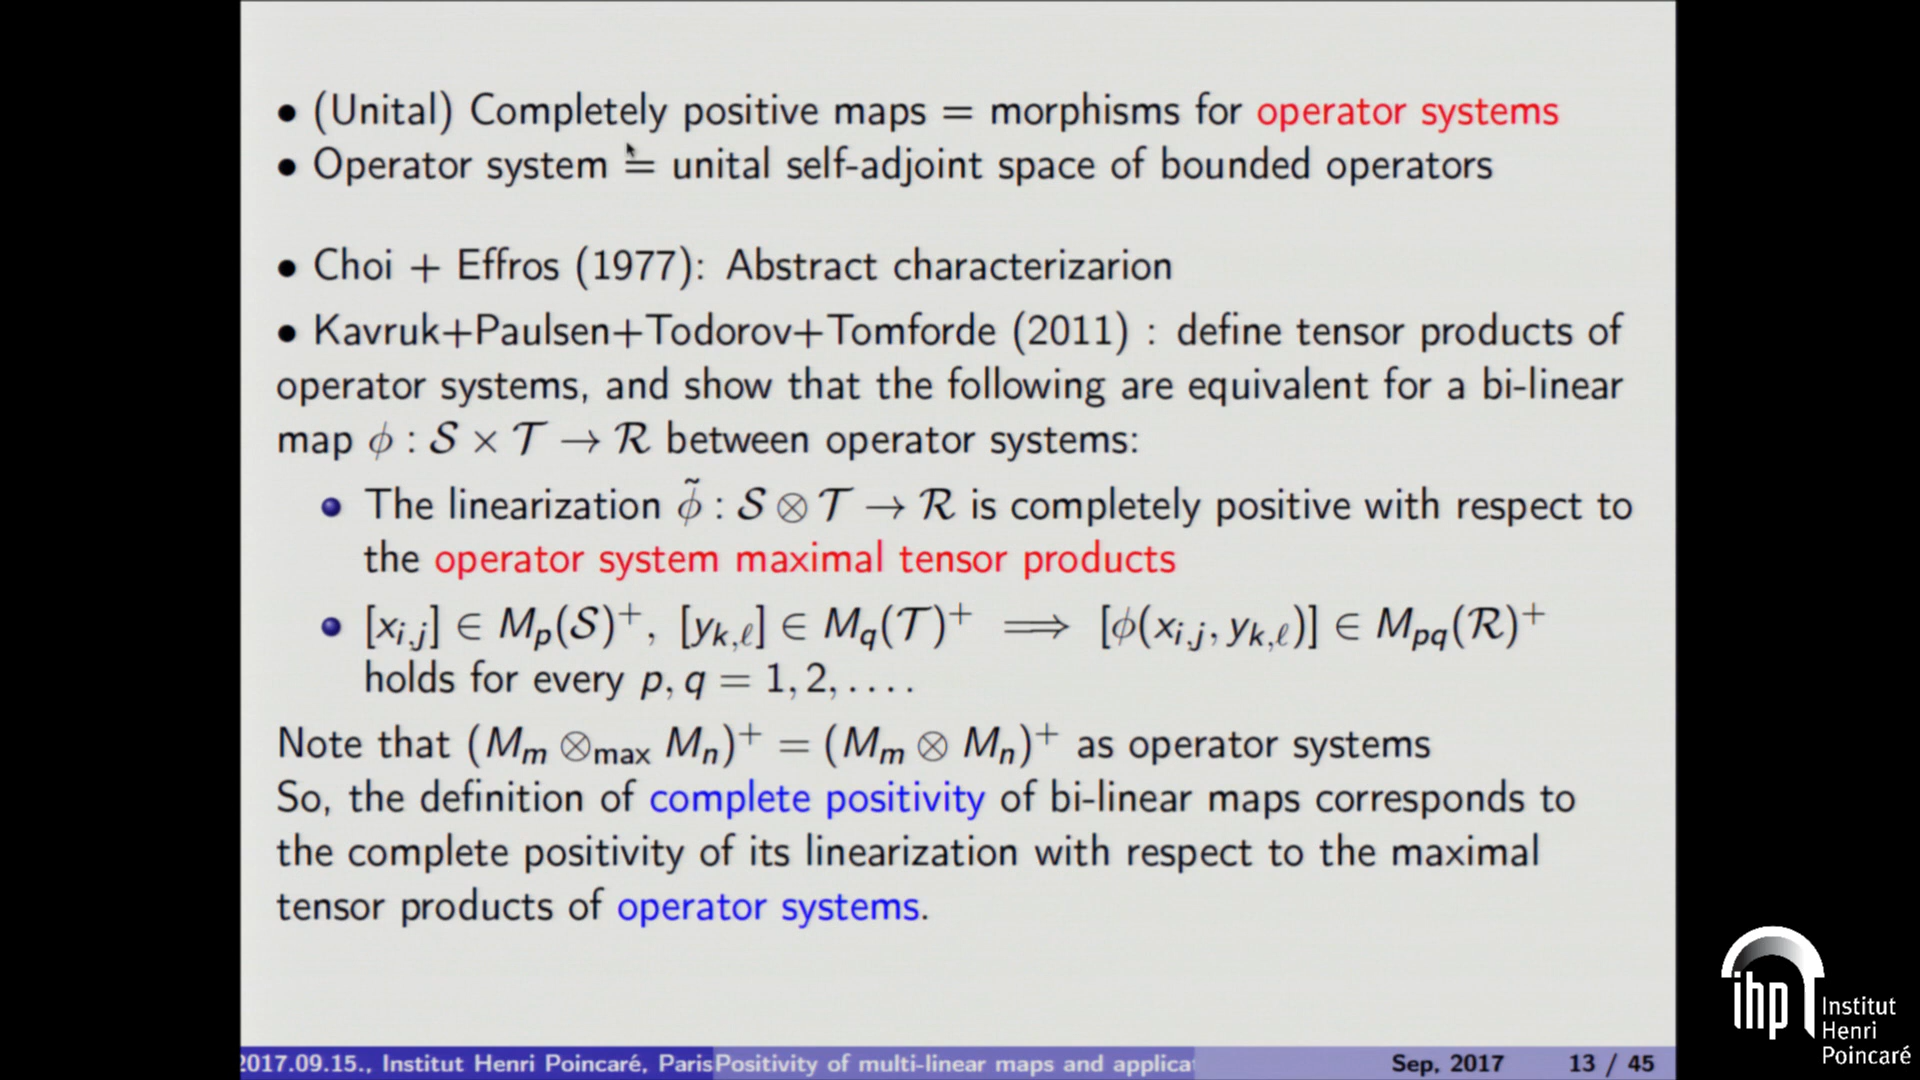 • (Unital) Completely positive maps = morphisms for operator systems
• Operator system = unital self-adjoint space of bounded operators
• Choi + Effros (1977): Abstract characterizarion
• Kavruk+Paulsen+Todorov+Tomforde (2011) : define tensor products of
operator systems, and show that the following are equivalent for a bi-linear
map ϕ : 𝒮 × 𝒯 → ℛ between operator systems:
• The linearization ϕ̃ : 𝒮 ⊗ 𝒯 → ℛ is completely positive with respect to
the operator system maximal tensor products
• [x_{i,j}] ∈ M_p(𝒮)⁺, [y_{k,ℓ}] ∈ M_q(𝒯)⁺ ⟹ [ϕ(x_{i,j}, y_{k,ℓ})] ∈ M_{pq}(ℛ)⁺
holds for every p, q = 1, 2, . . . .
Note that (M_m ⊗_max M_n)⁺ = (M_m ⊗ M_n)⁺ as operator systems
So, the definition of complete positivity of bi-linear maps corresponds to
the complete positivity of its linearization with respect to the maximal
tensor products of operator systems.
2017.09.15., Institut Henri Poincaré, Paris Positivity of multi-linear maps and applicat Sep, 2017 13 / 45
ihp Institut
Henri
Poincaré